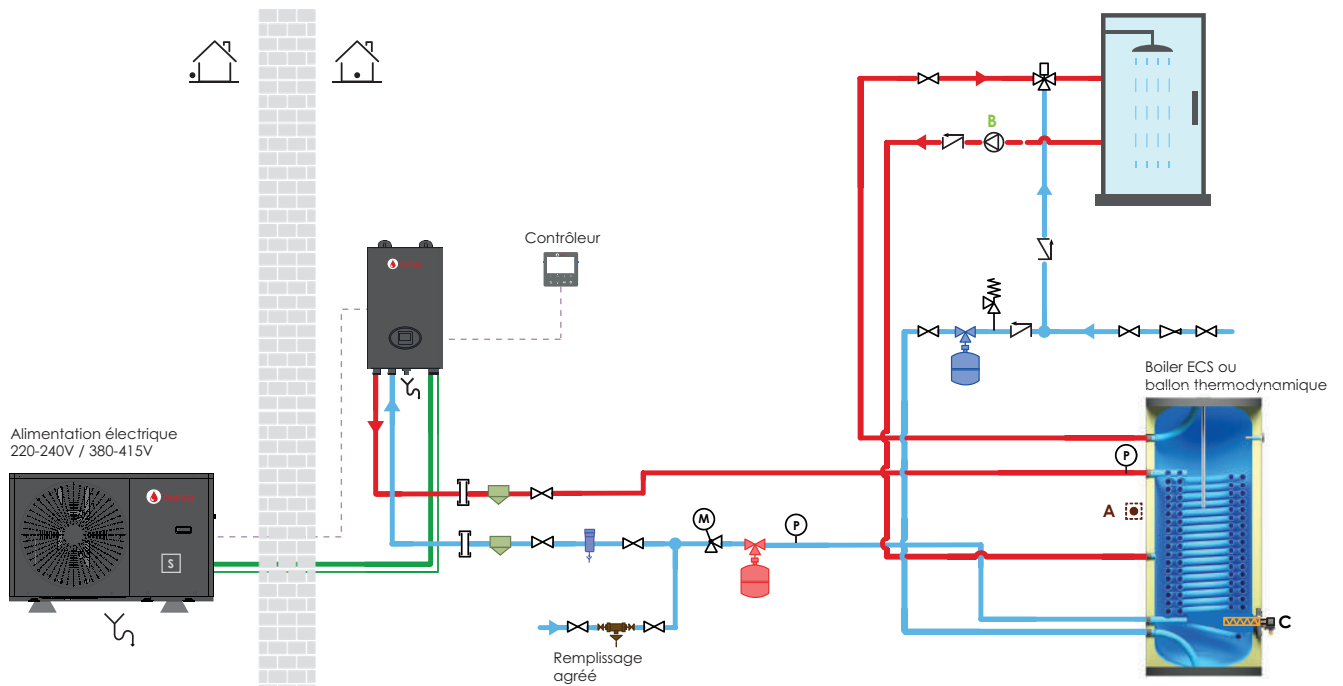 B
Contrôleur
Boiler ECS ou
ballon thermodynamique
Alimentation électrique
220-240V / 380-415V
P
A
M
P
S
C
Remplissage
agréé